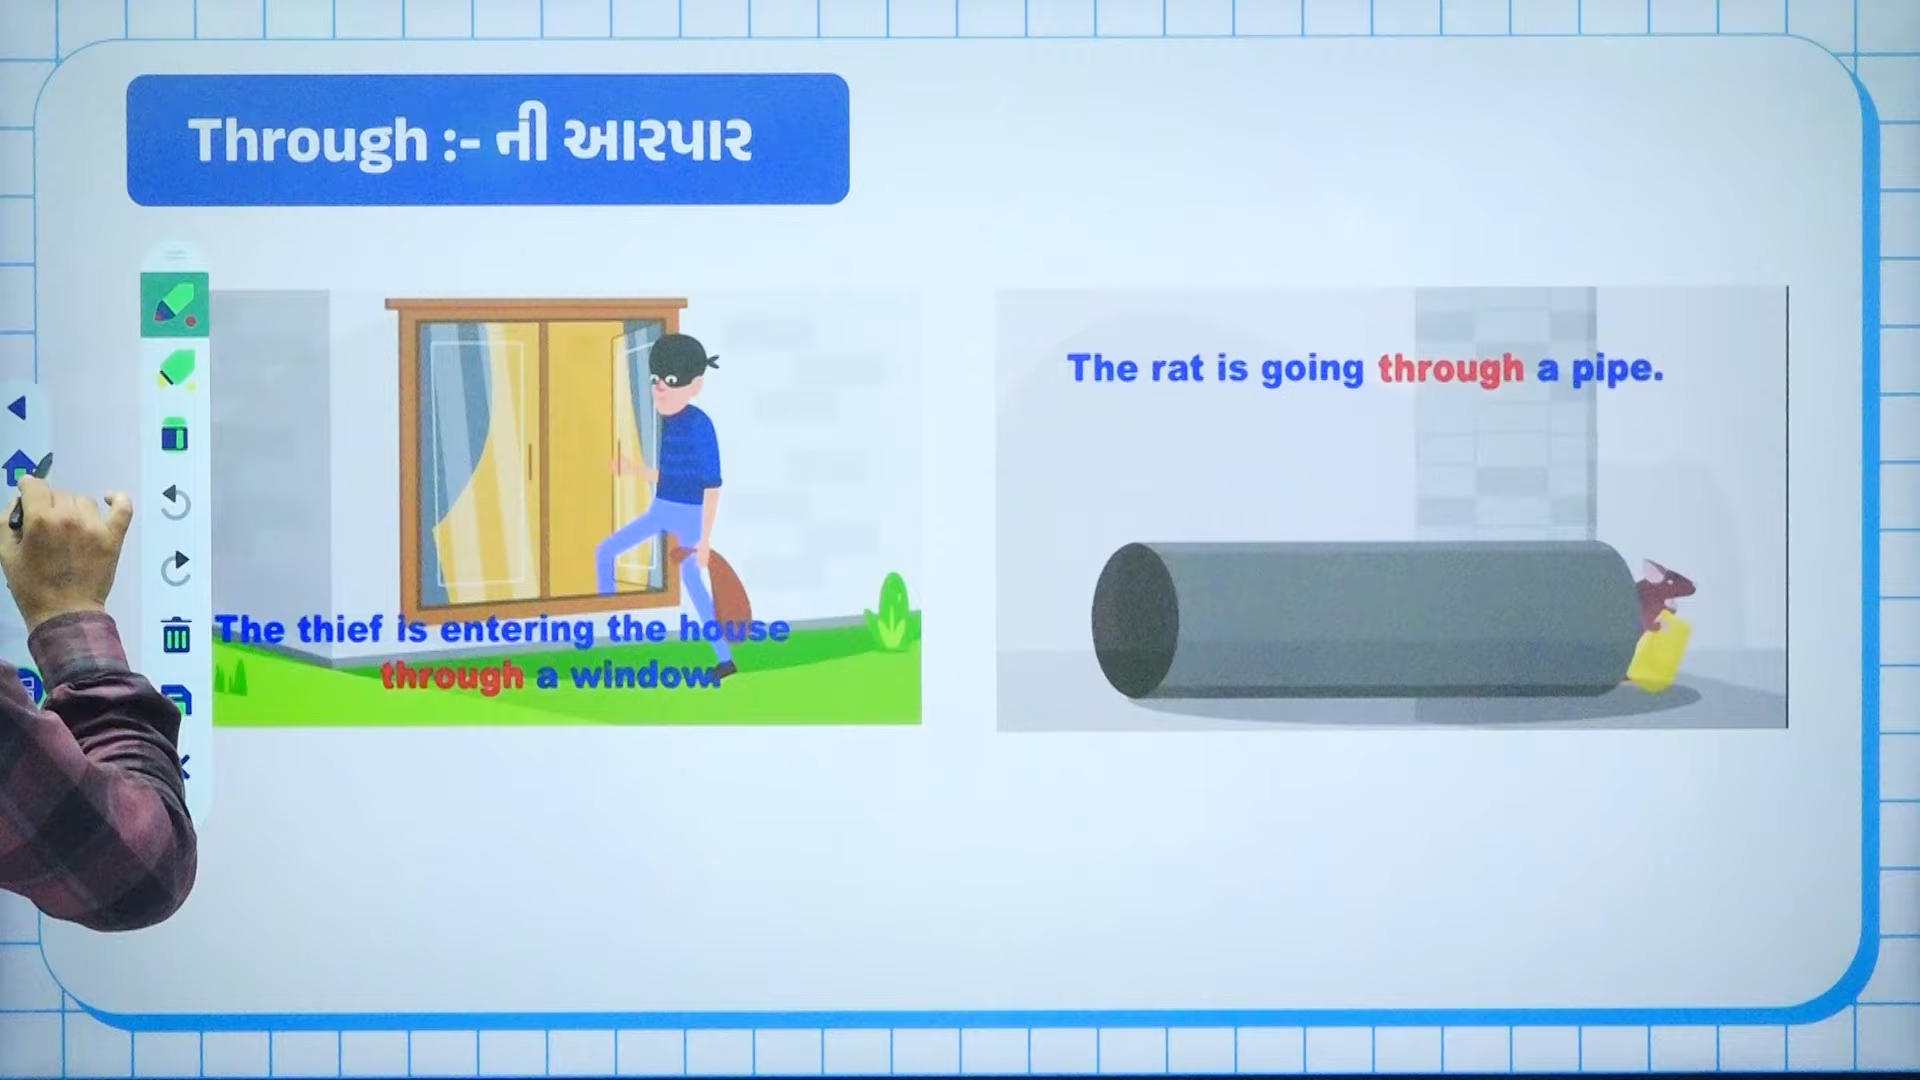 Through :- ની આરપાર
The thief is entering the house
through a window.
The rat is going through a pipe.